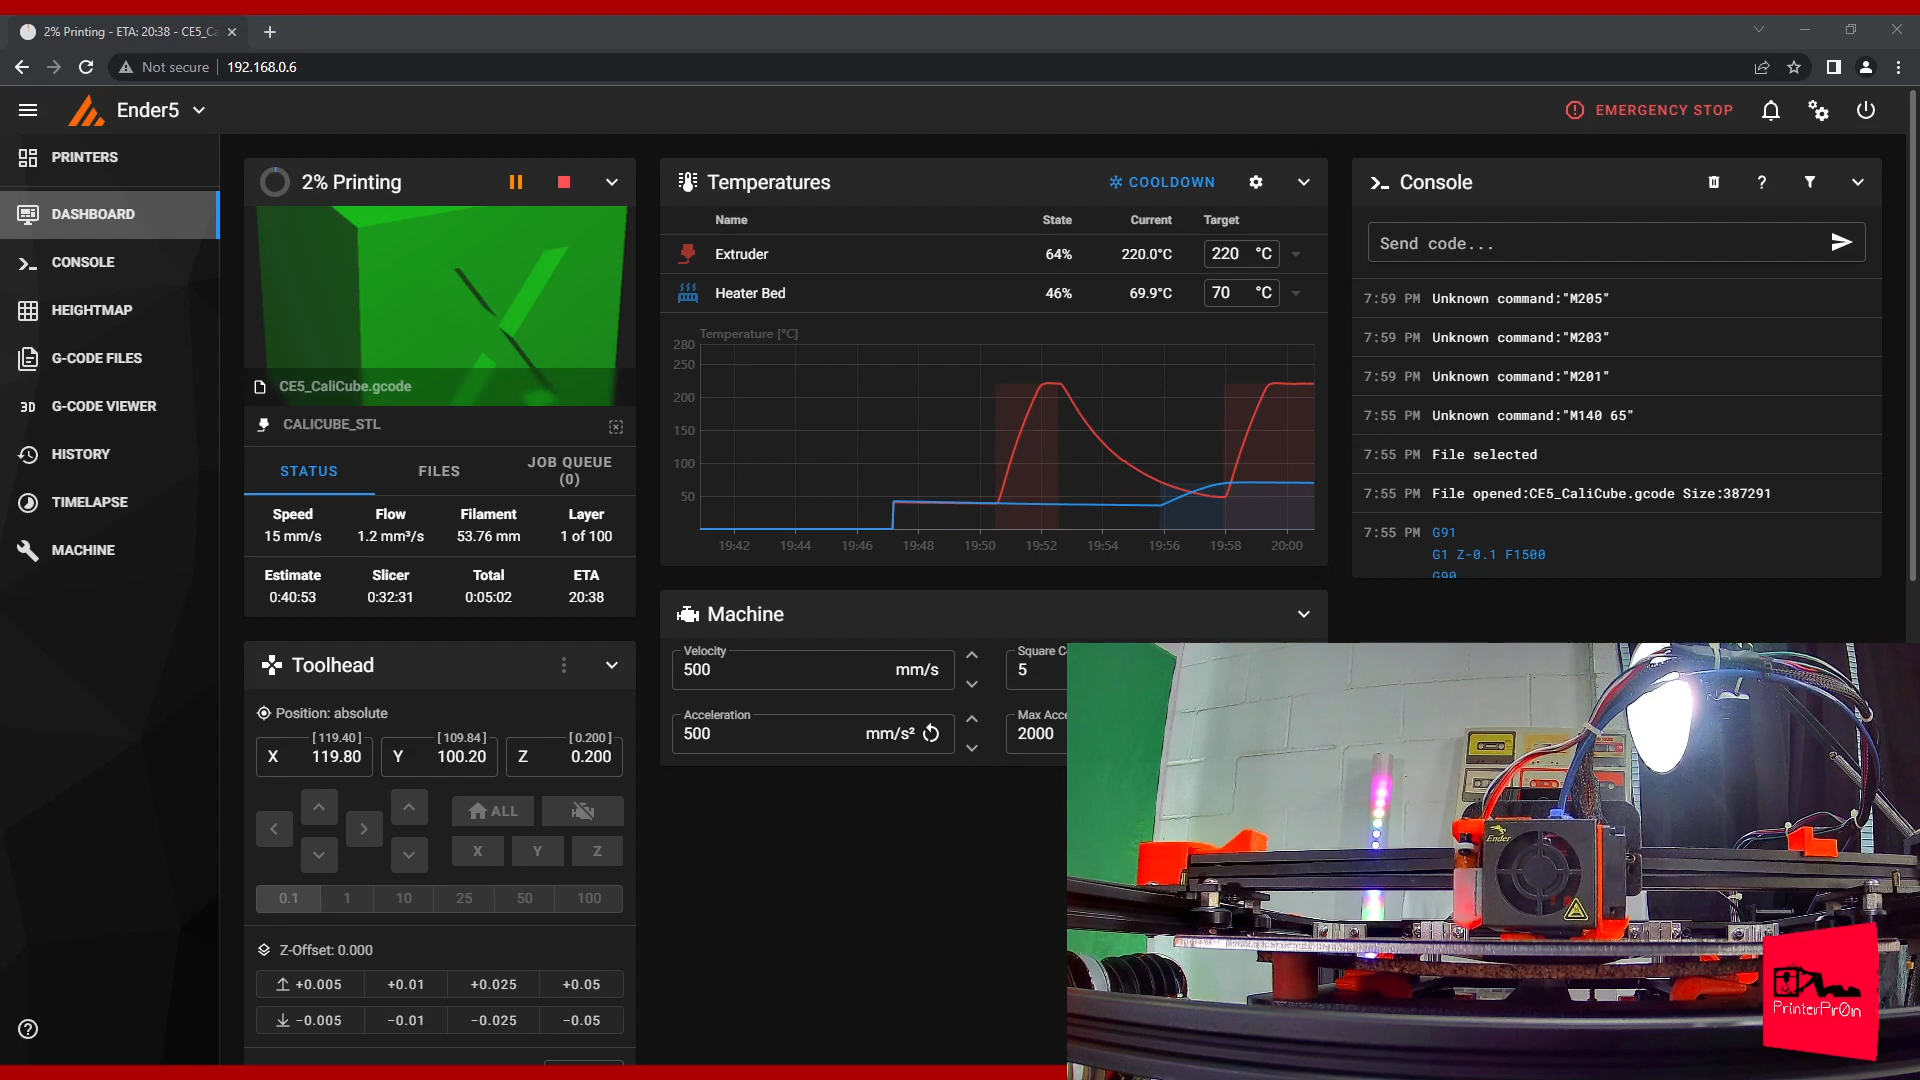 2% Printing - ETA: 20:38 - CE5_Ca
Not secure 192.168.0.6
Ender5
EMERGENCY STOP
PRINTERS
DASHBOARD
CONSOLE
HEIGHTMAP
G-CODE FILES
3D G-CODE VIEWER
HISTORY
TIMELAPSE
MACHINE
2% Printing
CE5_CaliCube.gcode
CALICUBE_STL
STATUS FILES JOB QUEUE
(0)
Speed Flow Filament Layer
15 mm/s 1.2 mm³/s 53.76 mm 1 of 100
Estimate Slicer Total ETA
0:40:53 0:32:31 0:05:02 20:38
Toolhead
Position: absolute
[119.40] [109.84] [0.200]
X 119.80 Y 100.20 Z 0.200
ALL
X Y Z
0.1 1 10 25 50 100
Z-Offset: 0.000
+0.005 +0.01 +0.025 +0.05
−0.005 −0.01 −0.025 −0.05
Temperatures
COOLDOWN
Name State Current Target
Extruder 64% 220.0°C 220 °C
Heater Bed 46% 69.9°C 70 °C
Temperature [°C]
280
250
200
150
100
50
19:42 19:44 19:46 19:48 19:50 19:52 19:54 19:56 19:58 20:00
Machine
Velocity Square C
500 mm/s 5
Acceleration Max Acce
500 mm/s² 2000
Console
?
Send code...
7:59 PM Unknown command:"M205"
7:59 PM Unknown command:"M203"
7:59 PM Unknown command:"M201"
7:55 PM Unknown command:"M140 65"
7:55 PM File selected
7:55 PM File opened:CE5_CaliCube.gcode Size:387291
7:55 PM G91
G1 Z-0.1 F1500
G90
Ender
PrinterPr0n